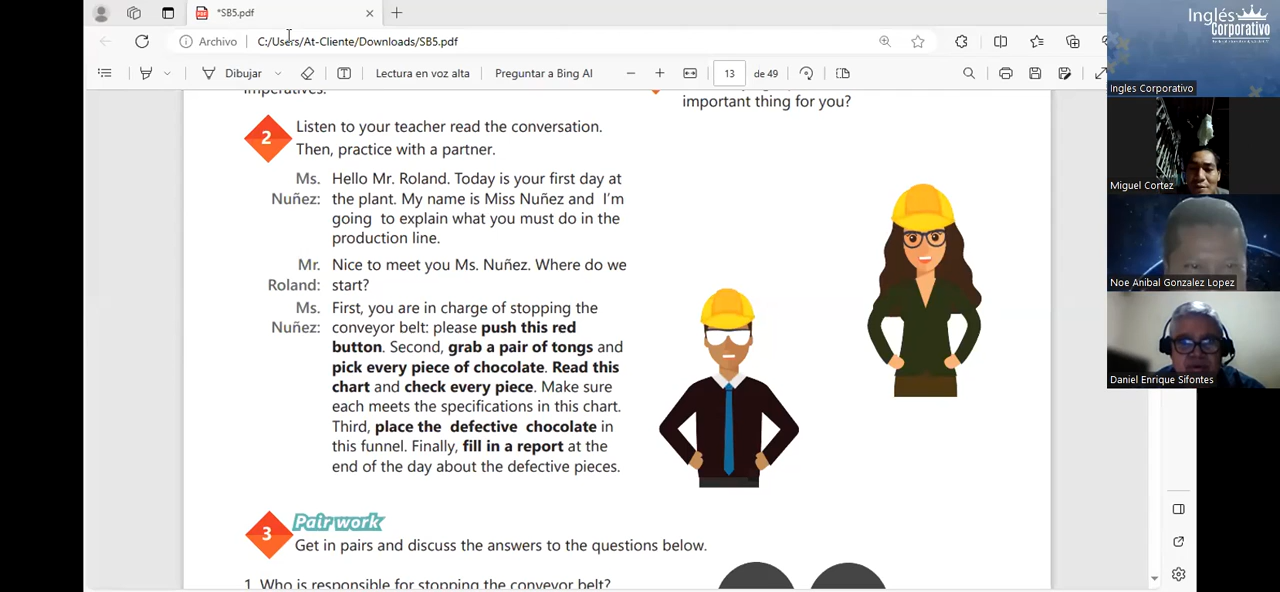 *SB5.pdf
Archivo
C:/Users/At-Cliente/Downloads/SB5.pdf
Dibujar
Lectura en voz alta
Preguntar a Bing AI
13
de 49
imperatives.
important thing for you?
2
Listen to your teacher read the conversation.
Then, practice with a partner.
Ms. Nuñez:
Hello Mr. Roland. Today is your first day at
the plant. My name is Miss Nuñez and I'm
going to explain what you must do in the
production line.
Mr. Roland:
Nice to meet you Ms. Nuñez. Where do we
start?
Ms. Nuñez:
First, you are in charge of stopping the
conveyor belt: please push this red
button. Second, grab a pair of tongs and
pick every piece of chocolate. Read this
chart and check every piece. Make sure
each meets the specifications in this chart.
Third, place the defective chocolate in
this funnel. Finally, fill in a report at the
end of the day about the defective pieces.
3
Pair work
Get in pairs and discuss the answers to the questions below.
1. Who is responsible for stopping the conveyor belt?
Inglés
Corporativo
Ingles Corporativo
Miguel Cortez
Noe Anibal Gonzalez Lopez
Daniel Enrique Sifontes